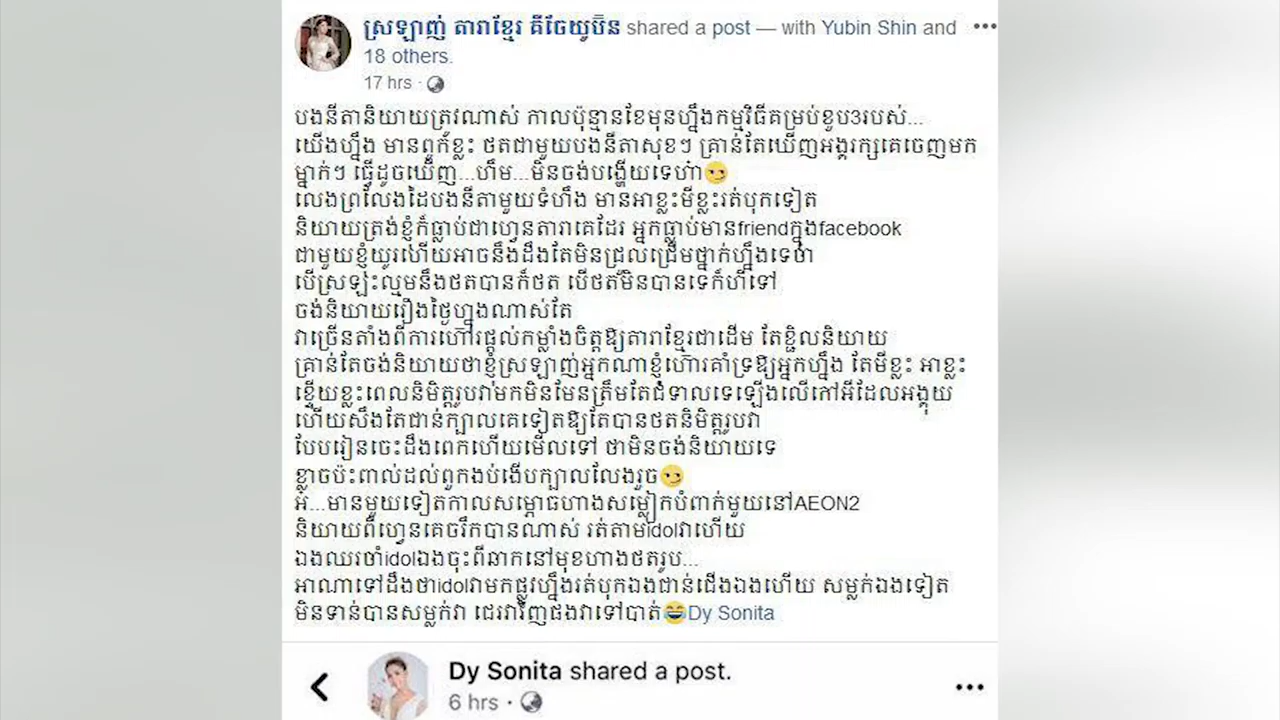 ស្រឡាញ់ តារាខ្មែរ គីចៃយូប៊ីន shared a post — with Yubin Shin and
18 others.
17 hrs ·
បងនីតានិយាយត្រូវណាស់ កាលប៉ុន្មានខែមុនហ្នឹងកម្មវិធីគម្រប់ខួប3របស់...
យើងហ្នឹង មានពួកខ្លះ ថតជាមួយបងនីតាសុខៗ គ្រាន់តែឃើញអង្គរក្សគេចេញមក
ម្នាក់ៗ ធ្វើដូចឃើញ...ហឹម...មិនចង់បង្ហើយទេហ៎ា😏
លេងព្រលែងដៃបងនីតាមួយទំហឹង មានអាខ្លះមីខ្លះរត់បុកទៀត
និយាយត្រង់ខ្ញុំក៏ធ្លាប់ជាហ្វេនតារាគេដែរ អ្នកធ្លាប់មានfriendក្នុងfacebook
ជាមួយខ្ញុំយូរហើយអាចនឹងដឹងតែមិនជ្រួលជ្រើមថ្នាក់ហ្នឹងទេថា
បើស្រឡះល្មមនឹងថតបានក៏ថត បើថតមិនបានទេក៏ហីទៅ
ចង់និយាយរឿងថ្ងៃហ្នឹងណាស់តែ
វាច្រើនតាំងពីការហៅរផ្តល់កម្លាំងចិត្តឱ្យតារាខ្មែរជាដើម តែខ្ជិលនិយាយ
គ្រាន់តែចង់និយាយថាខ្ញុំស្រឡាញ់អ្នកណាខ្ញុំហ៊ោរគាំទ្រឱ្យអ្នកហ្នឹង តែមីខ្លះ អាខ្លះ
ខ្ទើយខ្លះពេលនិមិត្តរូបវាមកមិនមែនត្រឹមតែជំទាលទេឡើងលើកៅអីដែលអង្គុយ
ហើយសឹងតែជាន់ក្បាលគេទៀតឱ្យតែបានថតនិមិត្តរូបវា
បែបរៀនចេះដឹងពេកហើយមើលទៅ ថាមិនចង់និយាយទេ
ខ្លាចប៉ះពាល់ដល់ពួកងប់ងើបក្បាលលែងរួច😏
អ៎...មានមួយទៀតកាលសម្ភោធហាងសម្លៀកបំពាក់មួយនៅAEON2
និយាយពីហ្វេនគេចរឹកបានណាស់ រត់តាមidolវាហើយ
ឯងឈរចាំidolឯងចុះពីឆាកនៅមុខហាងថតរូប...
អាណាទៅដឹងថាidolវាមកផ្លូវហ្នឹងរត់បុកឯងជាន់ជើងឯងហើយ សម្លក់ឯងទៀត
មិនទាន់បានសម្លក់វា ជេរវាវិញផងវាទៅបាត់😂Dy Sonita
Dy Sonita shared a post.
6 hrs ·